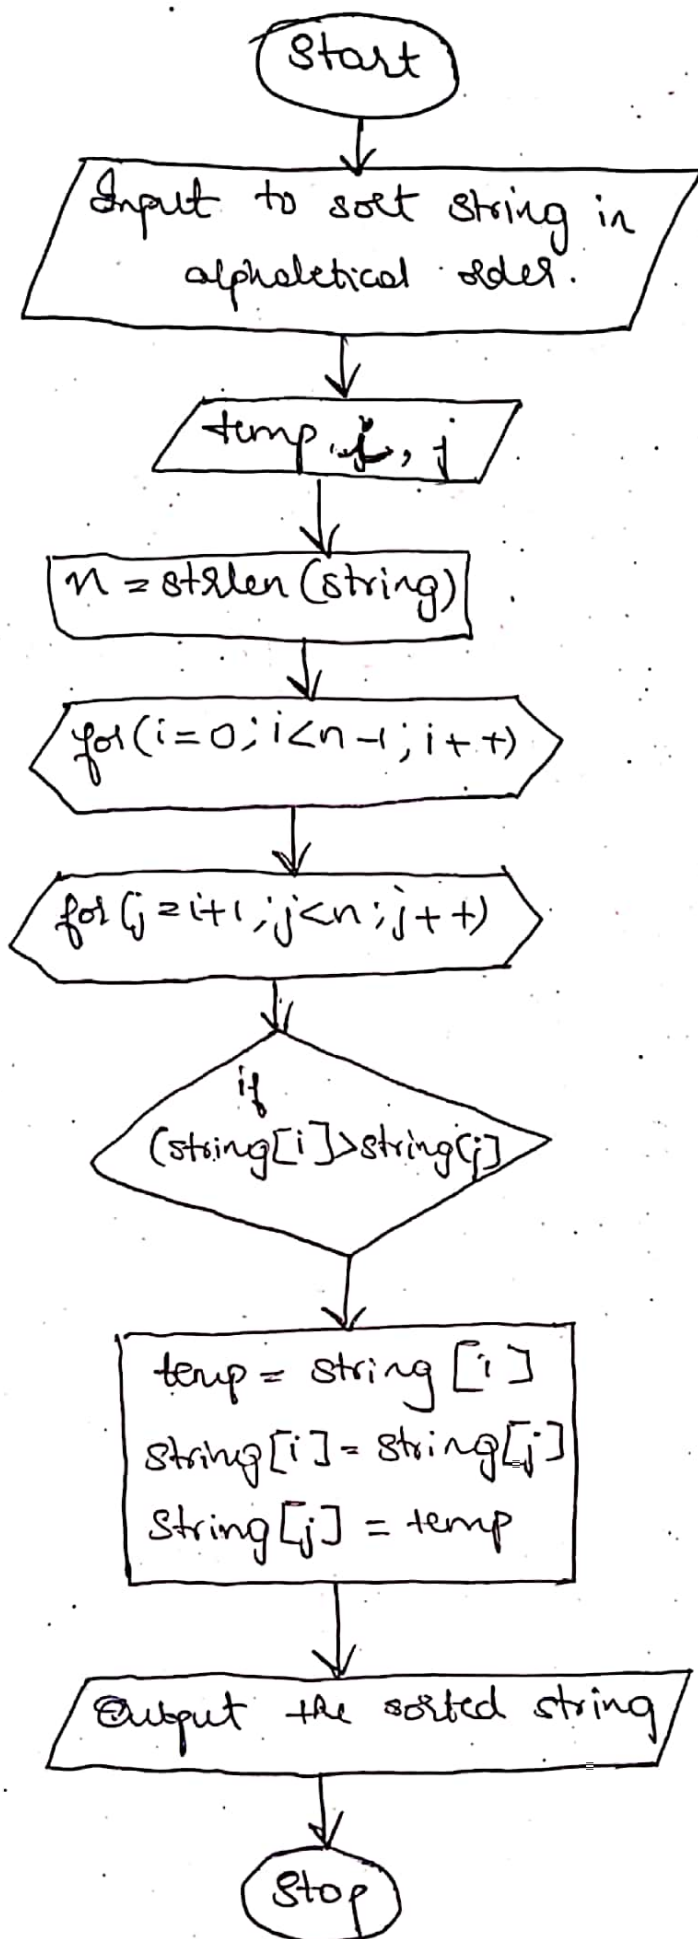 Start
Input to sort string in
alphaletical order.
temp, i, j
n = strlen (string)
for (i = 0; i < n - 1; i + +)
for (j = i + 1; j < n; j + +)
if
(string[i] > string[j]
temp = string [i]
string[i] = string[j]
String [j] = temp
Output the sorted string
Stop